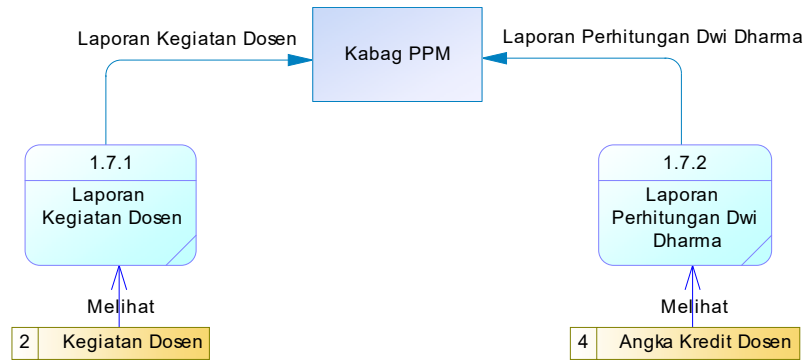 Laporan Kegiatan Dosen
Kabag PPM
Laporan Perhitungan Dwi Dharma
1.7.1
Laporan
Kegiatan Dosen
1.7.2
Laporan
Perhitungan Dwi
Dharma
Melihat
Melihat
2 Kegiatan Dosen
4 Angka Kredit Dosen